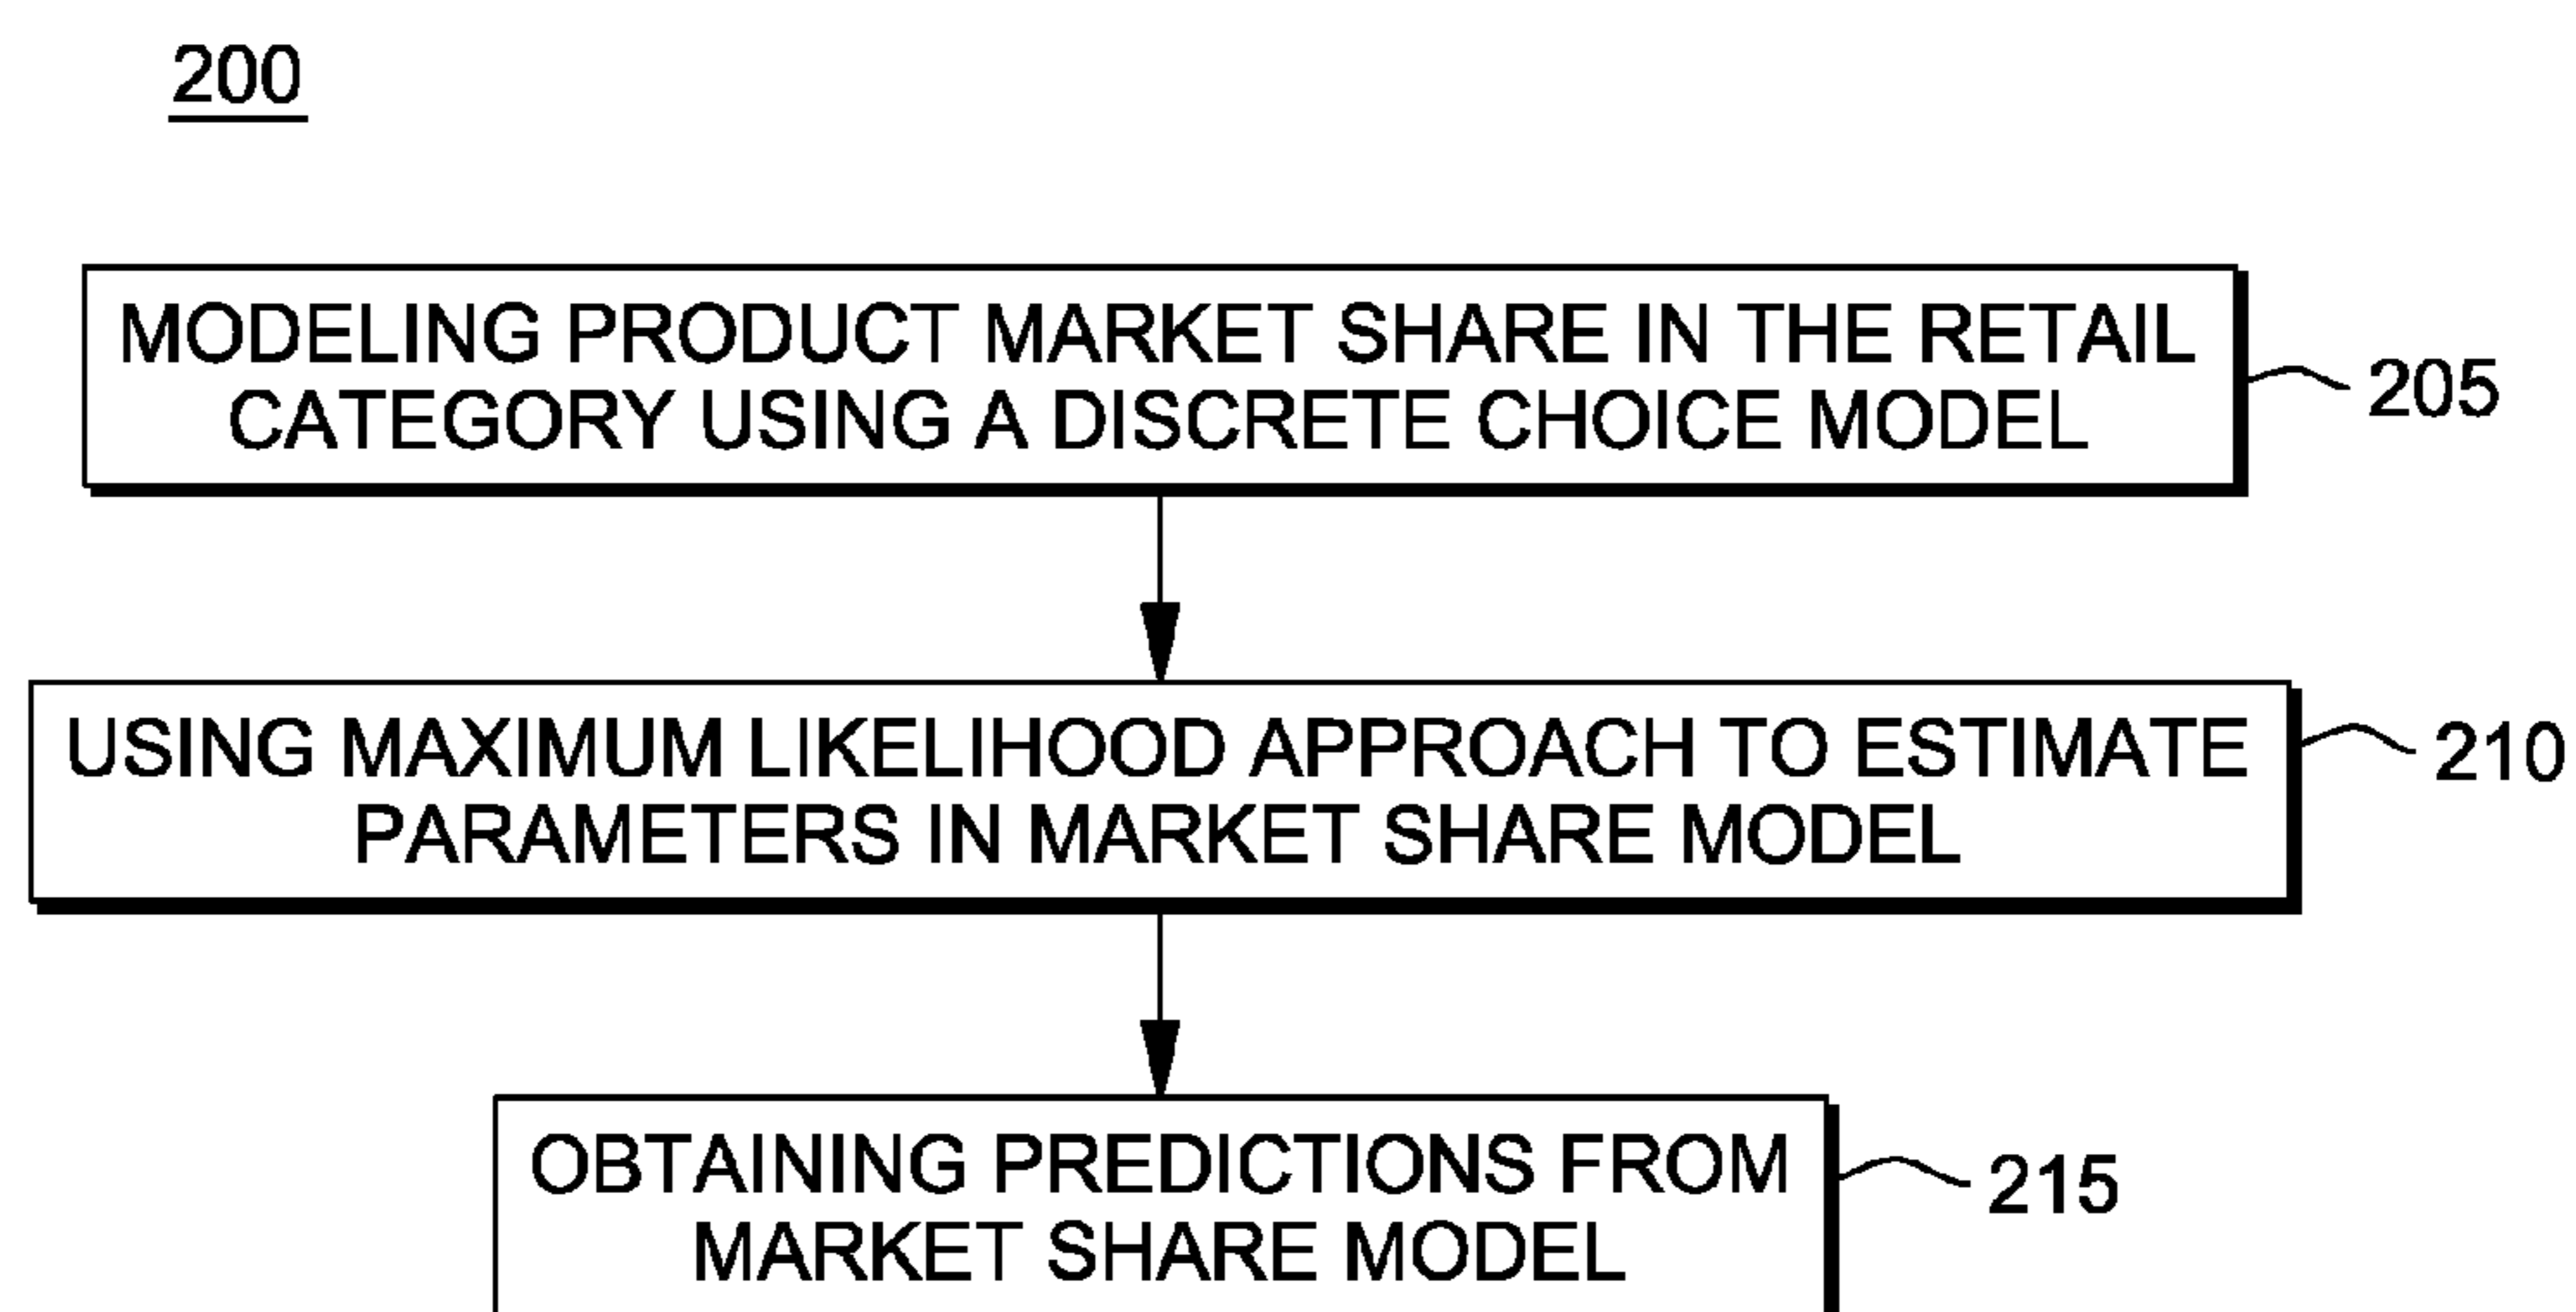 200
MODELING PRODUCT MARKET SHARE IN THE RETAIL
CATEGORY USING A DISCRETE CHOICE MODEL
205
USING MAXIMUM LIKELIHOOD APPROACH TO ESTIMATE
PARAMETERS IN MARKET SHARE MODEL
210
OBTAINING PREDICTIONS FROM
MARKET SHARE MODEL
215